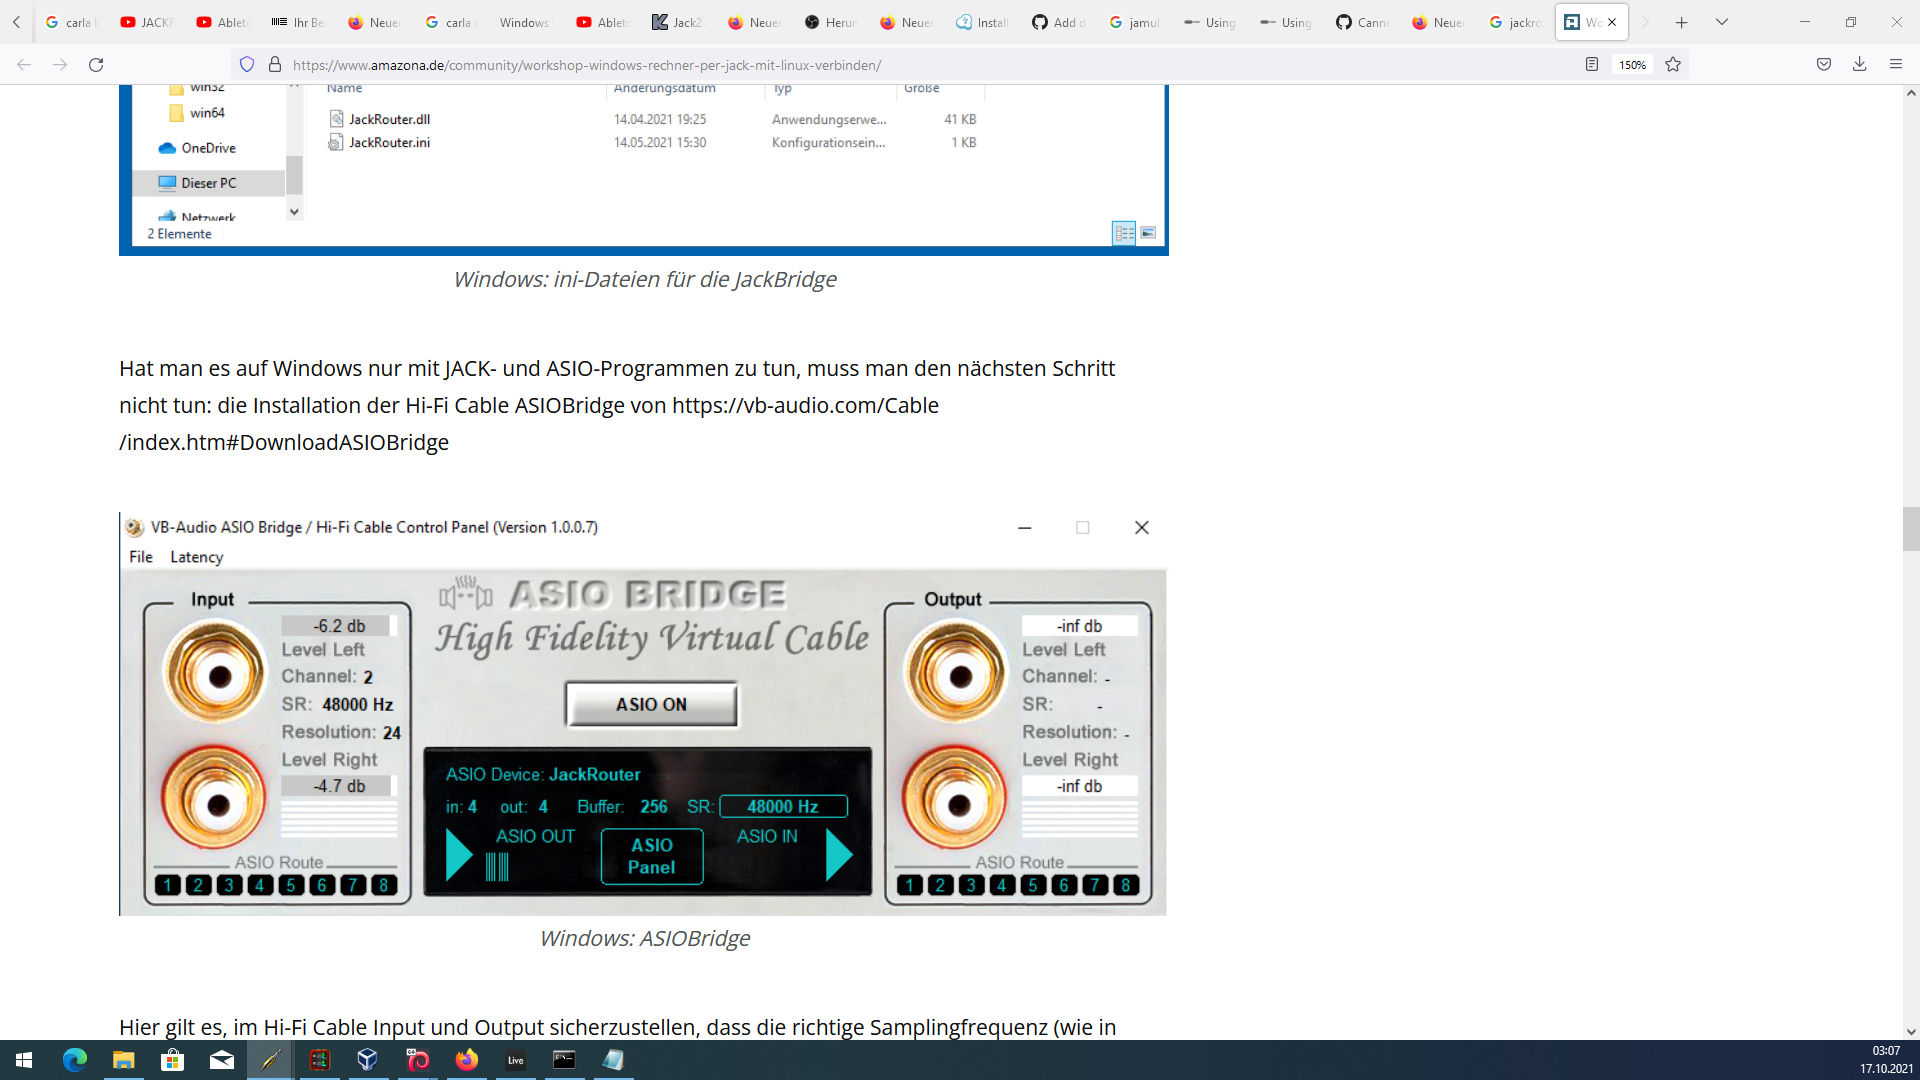 carla
JACK
Ablet
Ihr Be
Neuer
carla a
Windows
Ablet
Jack2
Neuer
Herun
Neuer
Install
Add d
jamul
Using
Using
Canno
Neuer
jackro
Wo
https://www.amazona.de/community/workshop-windows-rechner-per-jack-mit-linux-verbinden/
150%
win32
Name
Änderungsdatum
Typ
Größe
win64
JackRouter.dll
14.04.2021 19:25
Anwendungserwe...
41 KB
JackRouter.ini
14.05.2021 15:30
Konfigurationsein...
1 KB
OneDrive
Dieser PC
Netzwerk
2 Elemente
Windows: ini-Dateien für die JackBridge
Hat man es auf Windows nur mit JACK- und ASIO-Programmen zu tun, muss man den nächsten Schritt
nicht tun: die Installation der Hi-Fi Cable ASIOBridge von https://vb-audio.com/Cable
/index.htm#DownloadASIOBridge
VB-Audio ASIO Bridge / Hi-Fi Cable Control Panel (Version 1.0.0.7)
File Latency
Input
-6.2 db
Level Left
Channel: 2
SR: 48000 Hz
Resolution: 24
Level Right
-4.7 db
ASIO Route
1 2 3 4 5 6 7 8
ASIO BRIDGE
High Fidelity Virtual Cable
ASIO ON
ASIO Device: JackRouter
in: 4 out: 4 Buffer: 256 SR: 48000 Hz
ASIO OUT
ASIO Panel
ASIO IN
Output
-inf db
Level Left
Channel: -
SR: -
Resolution: -
Level Right
-inf db
ASIO Route
1 2 3 4 5 6 7 8
Windows: ASIOBridge
Hier gilt es, im Hi-Fi Cable Input und Output sicherzustellen, dass die richtige Samplingfrequenz (wie in
Live
03:07
17.10.2021